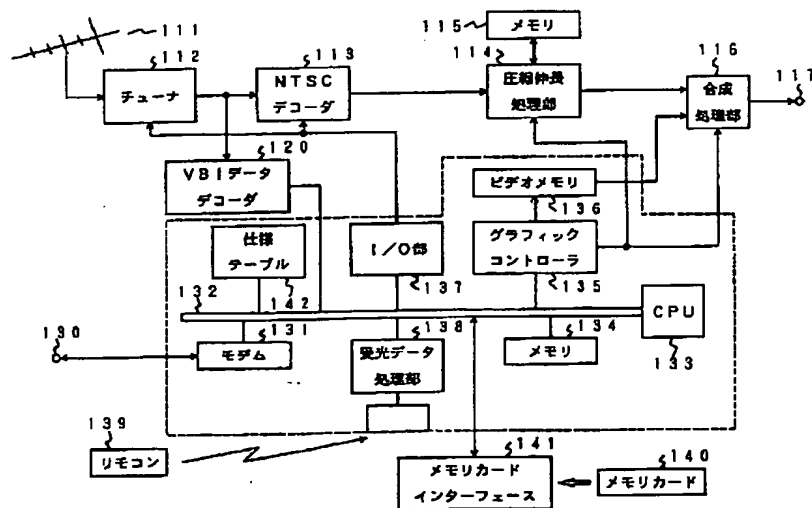 111
112
チューナ
113
NTSC
デコーダ
115
メモリ
114
圧縮伸長
処理部
116
合成
処理部
117
120
VBIデータ
デコーダ
ビデオメモリ
136
仕様
テーブル
142
I/O部
137
グラフィック
コントローラ
135
132
CPU
133
130
131
モデム
138
受光データ
処理部
134
メモリ
139
リモコン
141
メモリカード
インターフェース
140
メモリカード